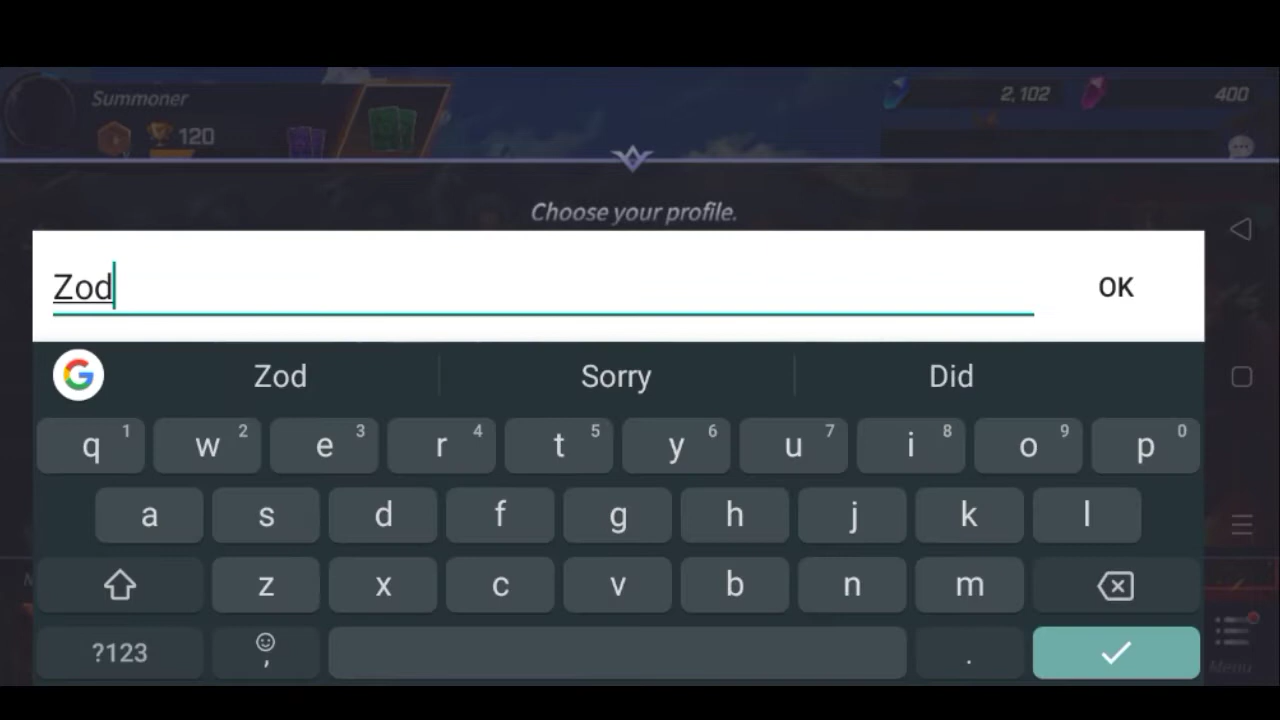 Summoner
2,102
400
120
Choose your profile.
Zod
OK
G
Zod
Sorry
Did
q 1 w 2 e 3 r 4 t 5 y 6 u 7 i 8 o 9 p 0
a s d f g h j k l
z x c v b n m
?123 , .
Menu